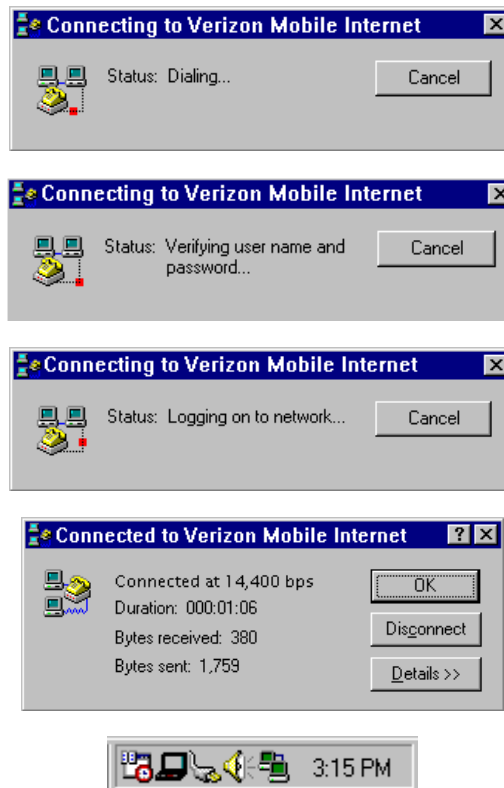 Connecting to Verizon Mobile Internet
Status: Dialing...
Cancel
Connecting to Verizon Mobile Internet
Status: Verifying user name and
password...
Cancel
Connecting to Verizon Mobile Internet
Status: Logging on to network...
Cancel
Connected to Verizon Mobile Internet
Connected at 14,400 bps
Duration: 000:01:06
Bytes received: 380
Bytes sent: 1,759
OK
Disconnect
Details >>
3:15 PM